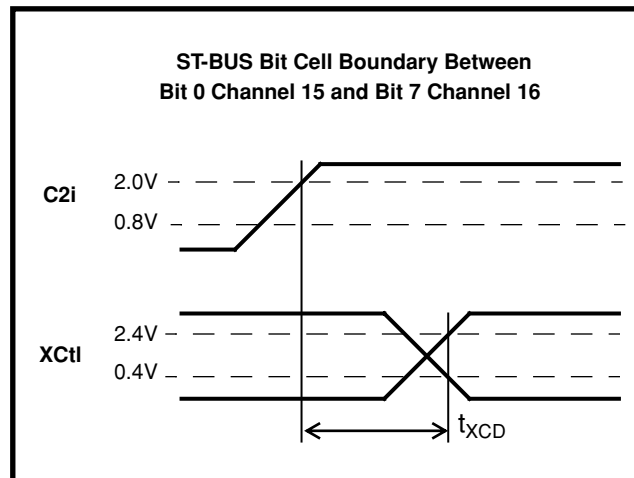 ST-BUS Bit Cell Boundary Between
Bit 0 Channel 15 and Bit 7 Channel 16
C2i
2.0V
0.8V
XCtl
2.4V
0.4V
tXCD